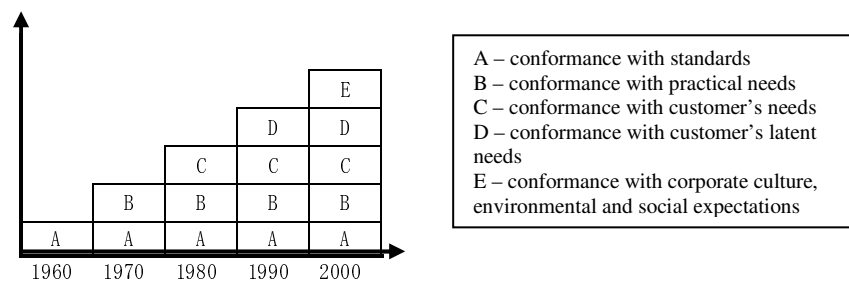 E
D D
C C C
B B B B
A A A A A
1960 1970 1980 1990 2000
A – conformance with standards
B – conformance with practical needs
C – conformance with customer’s needs
D – conformance with customer’s latent
needs
E – conformance with corporate culture,
environmental and social expectations